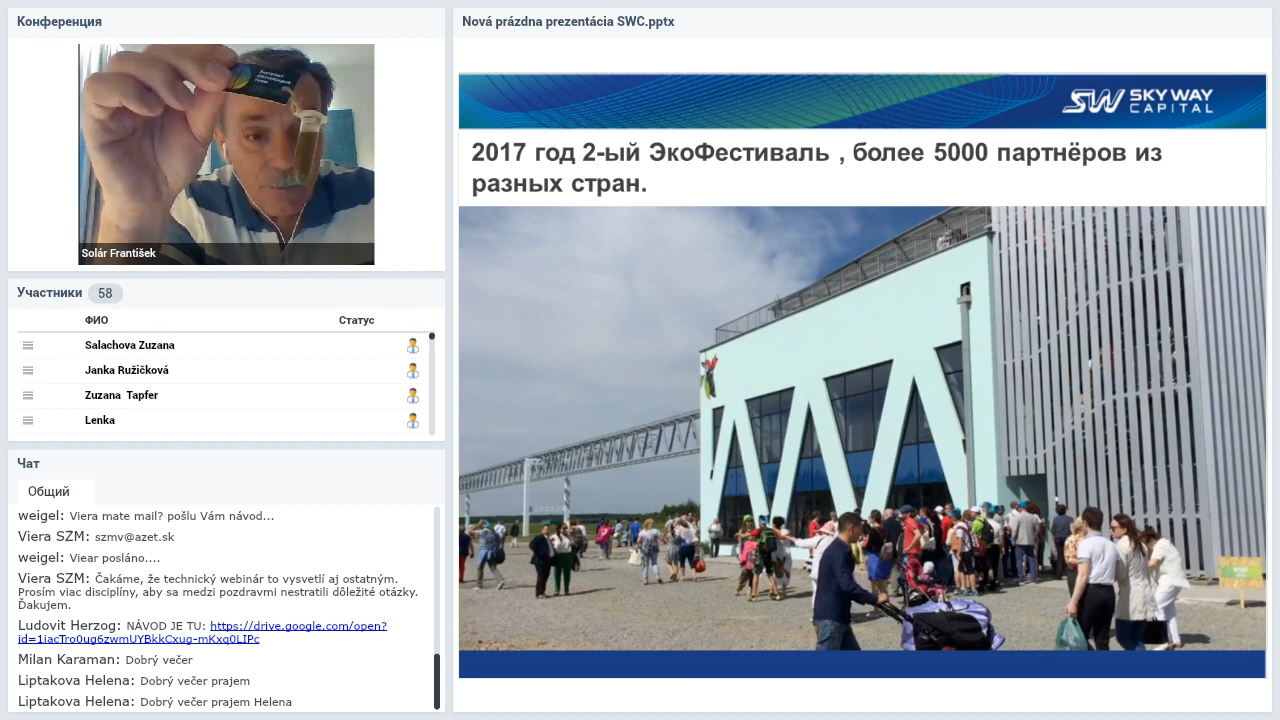 Конференция
Экстракт
Solár František
Участники 58
ФИО Статус
Salachova Zuzana
Janka Ružičková
Zuzana Tapfer
Lenka
Чат
Общий
weigel: Viera mate mail? pošlu Vám návod...
Viera SZM: szmv@azet.sk
weigel: Viear posláno....
Viera SZM: Čakáme, že technický webinár to vysvetlí aj ostatným.
Prosím viac disciplíny, aby sa medzi pozdravmi nestratili dôležité otázky.
Ďakujem.
Ludovit Herzog: NÁVOD JE TU: https://drive.google.com/open?
id=1iacTro0ug6zwmUYBkkCxug-mKxq0LIPc
Milan Karaman: Dobrý večer
Liptakova Helena: Dobrý večer prajem
Liptakova Helena: Dobrý večer prajem Helena
Nová prázdna prezentácia SWC.pptx
SW SKY WAY
CAPITAL
2017 год 2-ый ЭкоФестиваль , более 5000 партнёров из
разных стран.